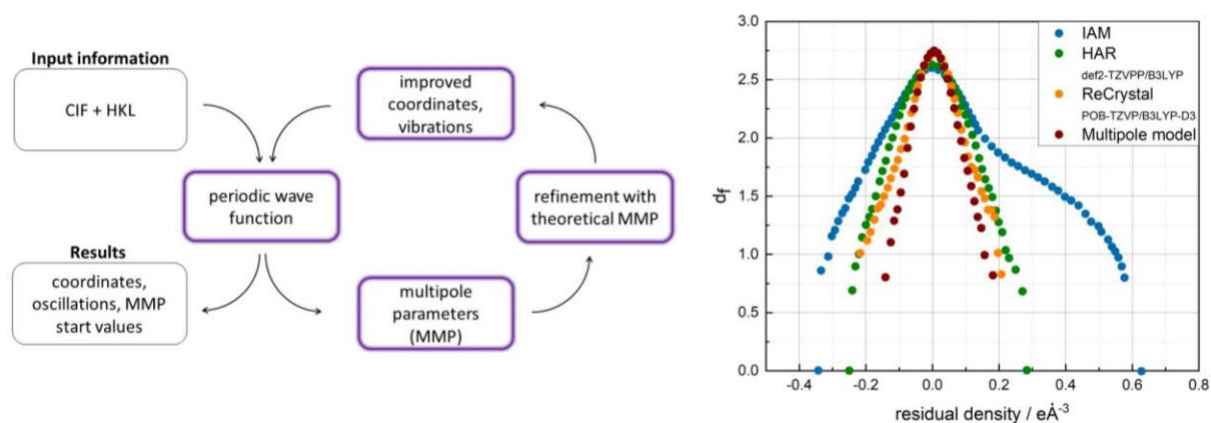 Input information
CIF + HKL
improved
coordinates,
vibrations
periodic wave
function
refinement with
theoretical MMP
Results
coordinates,
oscillations, MMP
start values
multipole
parameters
(MMP)
3.0
2.5
2.0
1.5
1.0
0.5
0.0
df
IAM
HAR
def2-TZVPP/B3LYP
ReCrystal
POB-TZVP/B3LYP-D3
Multipole model
-0.4 -0.2 0.0 0.2 0.4 0.6 0.8
residual density / eÅ-3